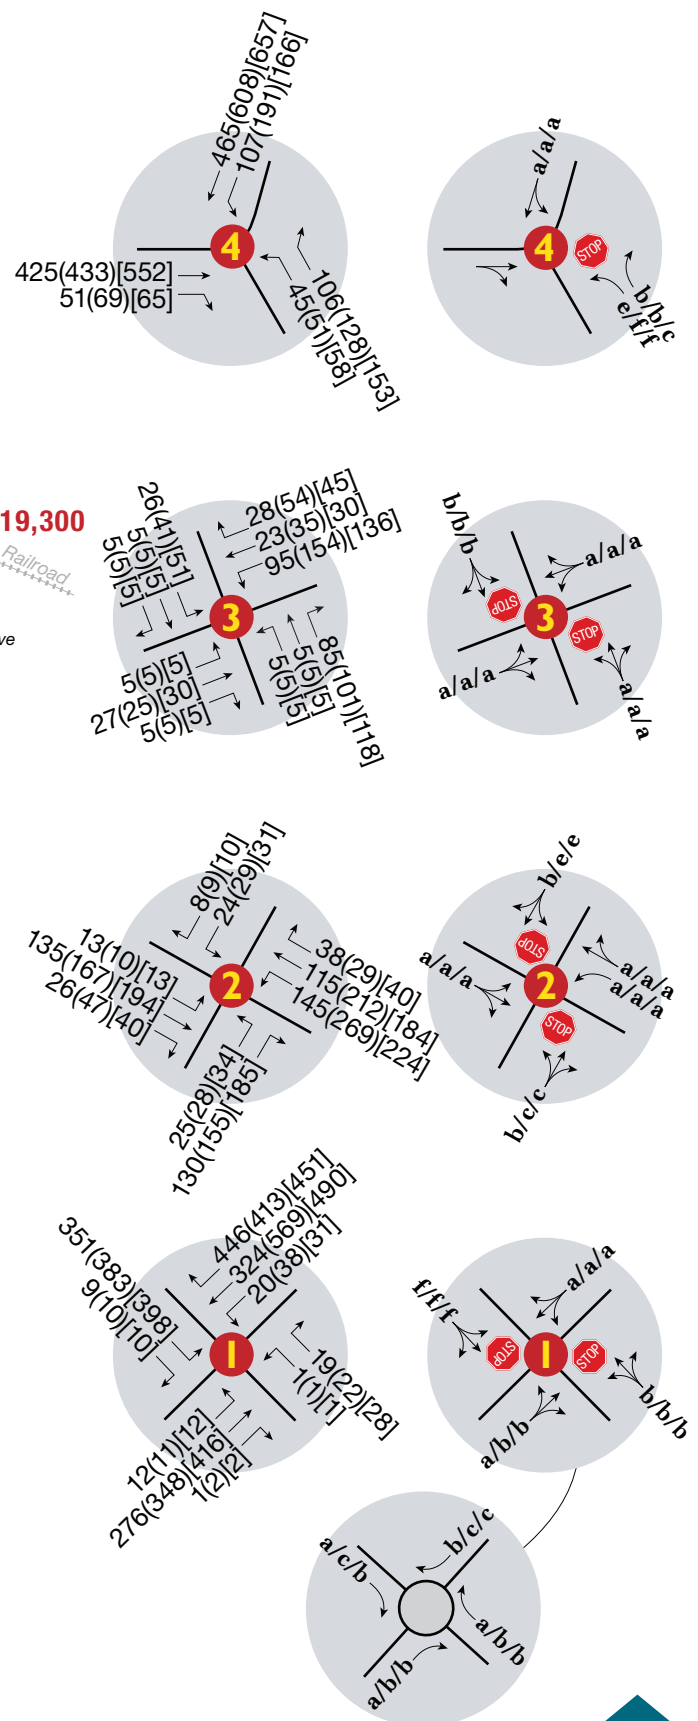 465(608)[657]
107(191)[166]
4
425(433)[552]
51(69)[65]
106(128)[153]
45(51)[58]
a/a/a
4
STOP
b/b/c
e/f/f
19,300
Railroad
ve
26(41)[51]
5(5)[5]
5(5)[5]
28(54)[45]
23(35)[30]
95(154)[136]
3
5(5)[5]
27(25)[30]
5(5)[5]
85(101)[118]
5(5)[5]
5(5)[5]
b/b/b
STOP
a/a/a
3
STOP
a/a/a
a/a/a
8(9)[10]
24(29)[31]
13(10)[13]
135(167)[194]
26(47)[40]
2
38(29)[40]
115(212)[184]
145(269)[224]
25(28)[34]
130(155)[185]
b/e/e
STOP
a/a/a
2
a/a/a
a/a/a
STOP
b/c/c
446(413)[451]
324(569)[490]
20(38)[31]
351(383)[398]
9(10)[10]
1
19(22)[28]
1(1)[1]
12(11)[12]
276(348)[416]
1(2)[2]
f/f/f
a/a/a
STOP
1
STOP
a/b/b
b/b/b
a/c/b
b/c/c
a/b/b
a/b/b